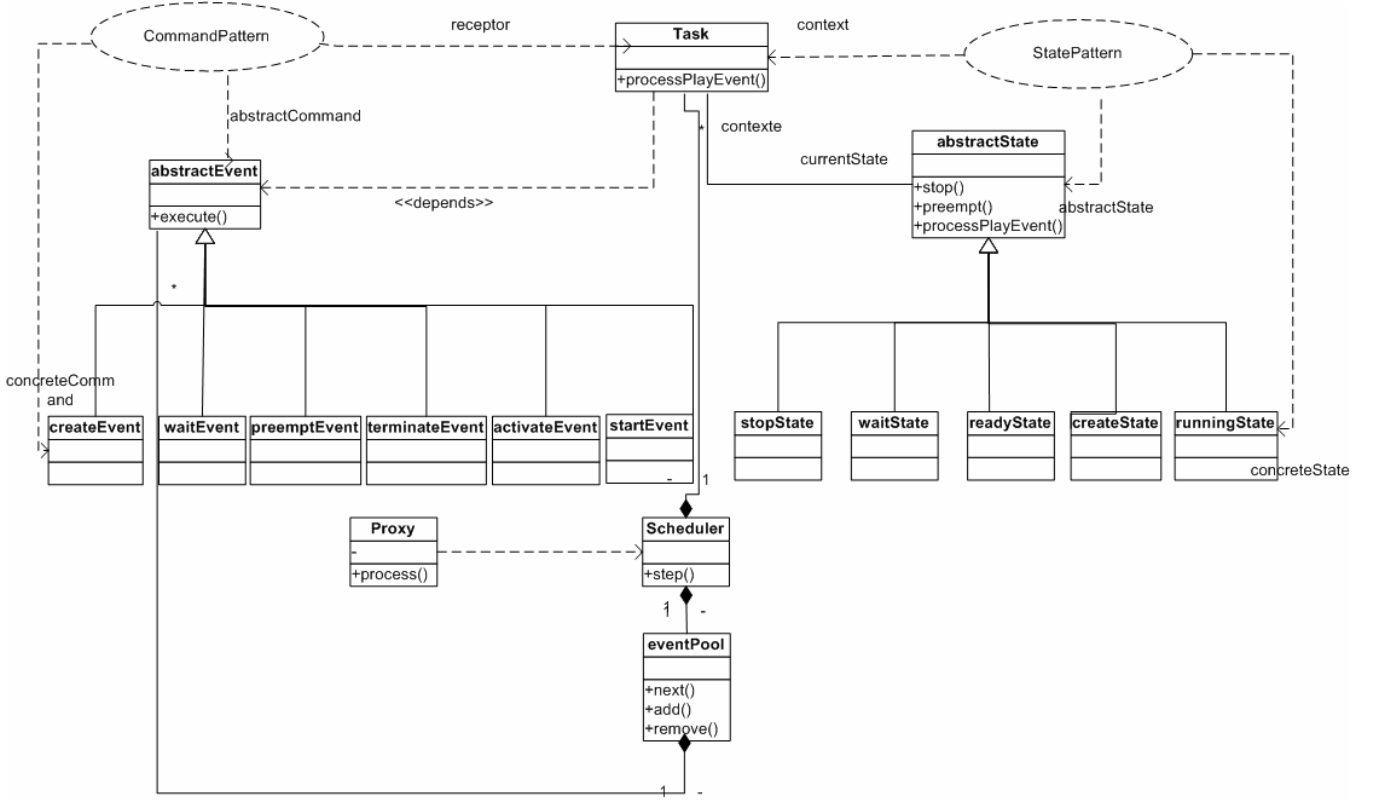 CommandPattern
receptor
Task
+processPlayEvent()
context
StatePattern
abstractCommand
*
contexte
currentState
abstractState
+stop()
+preempt()
+processPlayEvent()
abstractState
abstractEvent
+execute()
<<depends>>
*
concreteComm
and
createEvent
waitEvent
preemptEvent
terminateEvent
activateEvent
startEvent
-
1
stopState
waitState
readyState
createState
runningState
concreteState
Proxy
-
+process()
Scheduler
+step()
1
1
-
eventPool
+next()
+add()
+remove()
1
-